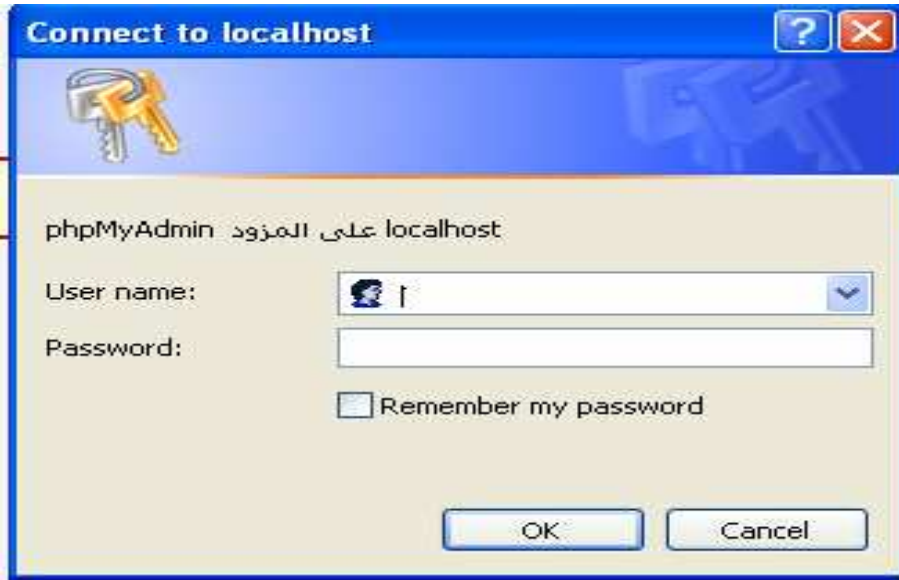 Connect to localhost
phpMyAdmin على المزود localhost
User name:
Password:
Remember my password
OK
Cancel